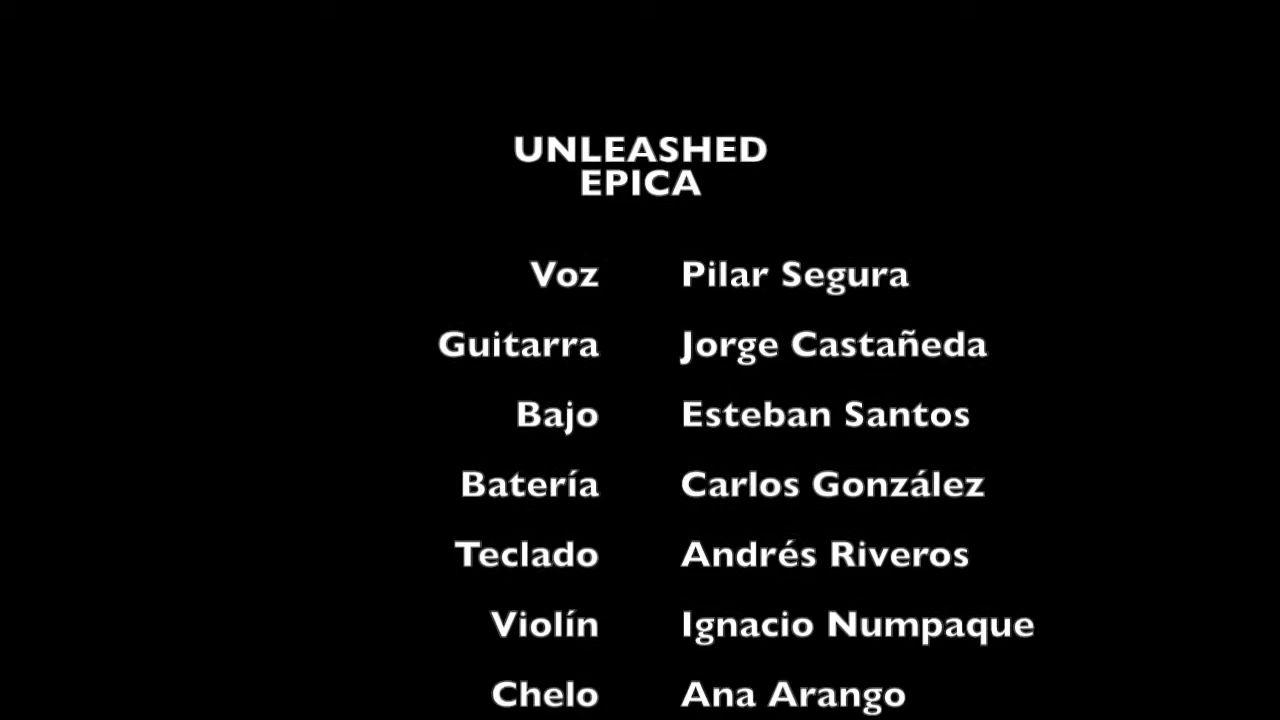 UNLEASHED
EPICA
Voz Pilar Segura
Guitarra Jorge Castañeda
Bajo Esteban Santos
Batería Carlos González
Teclado Andrés Riveros
Violín Ignacio Numpaque
Chelo Ana Arango